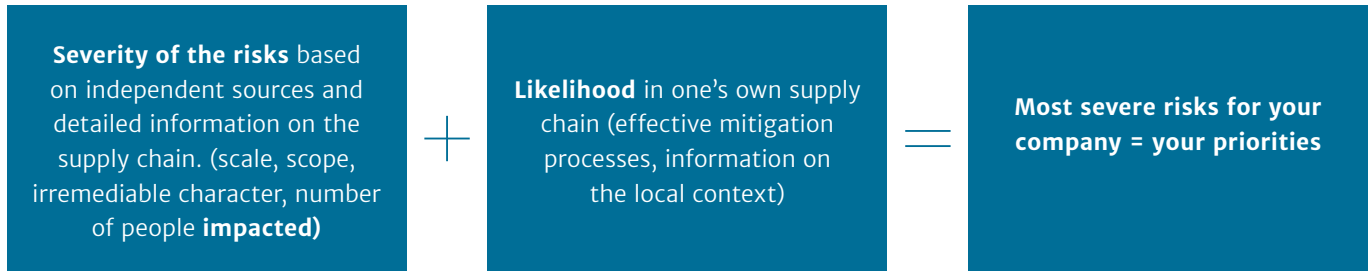 Severity of the risks based
on independent sources and
detailed information on the
supply chain. (scale, scope,
irremediable character, number
of people impacted)
+
Likelihood in one’s own supply
chain (effective mitigation
processes, information on
the local context)
=
Most severe risks for your
company = your priorities